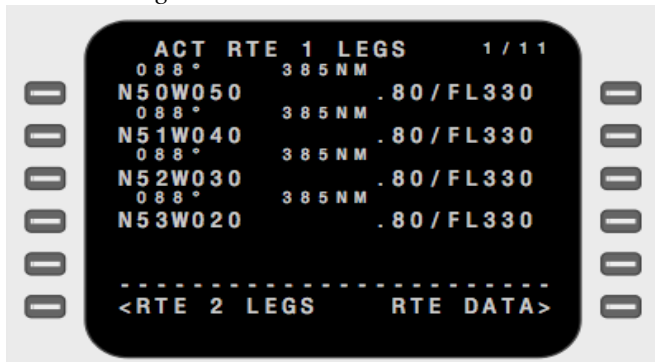 ACT RTE 1 LEGS 1/11
088° 385NM
N50W050 .80/FL330
088° 385NM
N51W040 .80/FL330
088° 385NM
N52W030 .80/FL330
088° 385NM
N53W020 .80/FL330
------------------------
<RTE 2 LEGS RTE DATA>